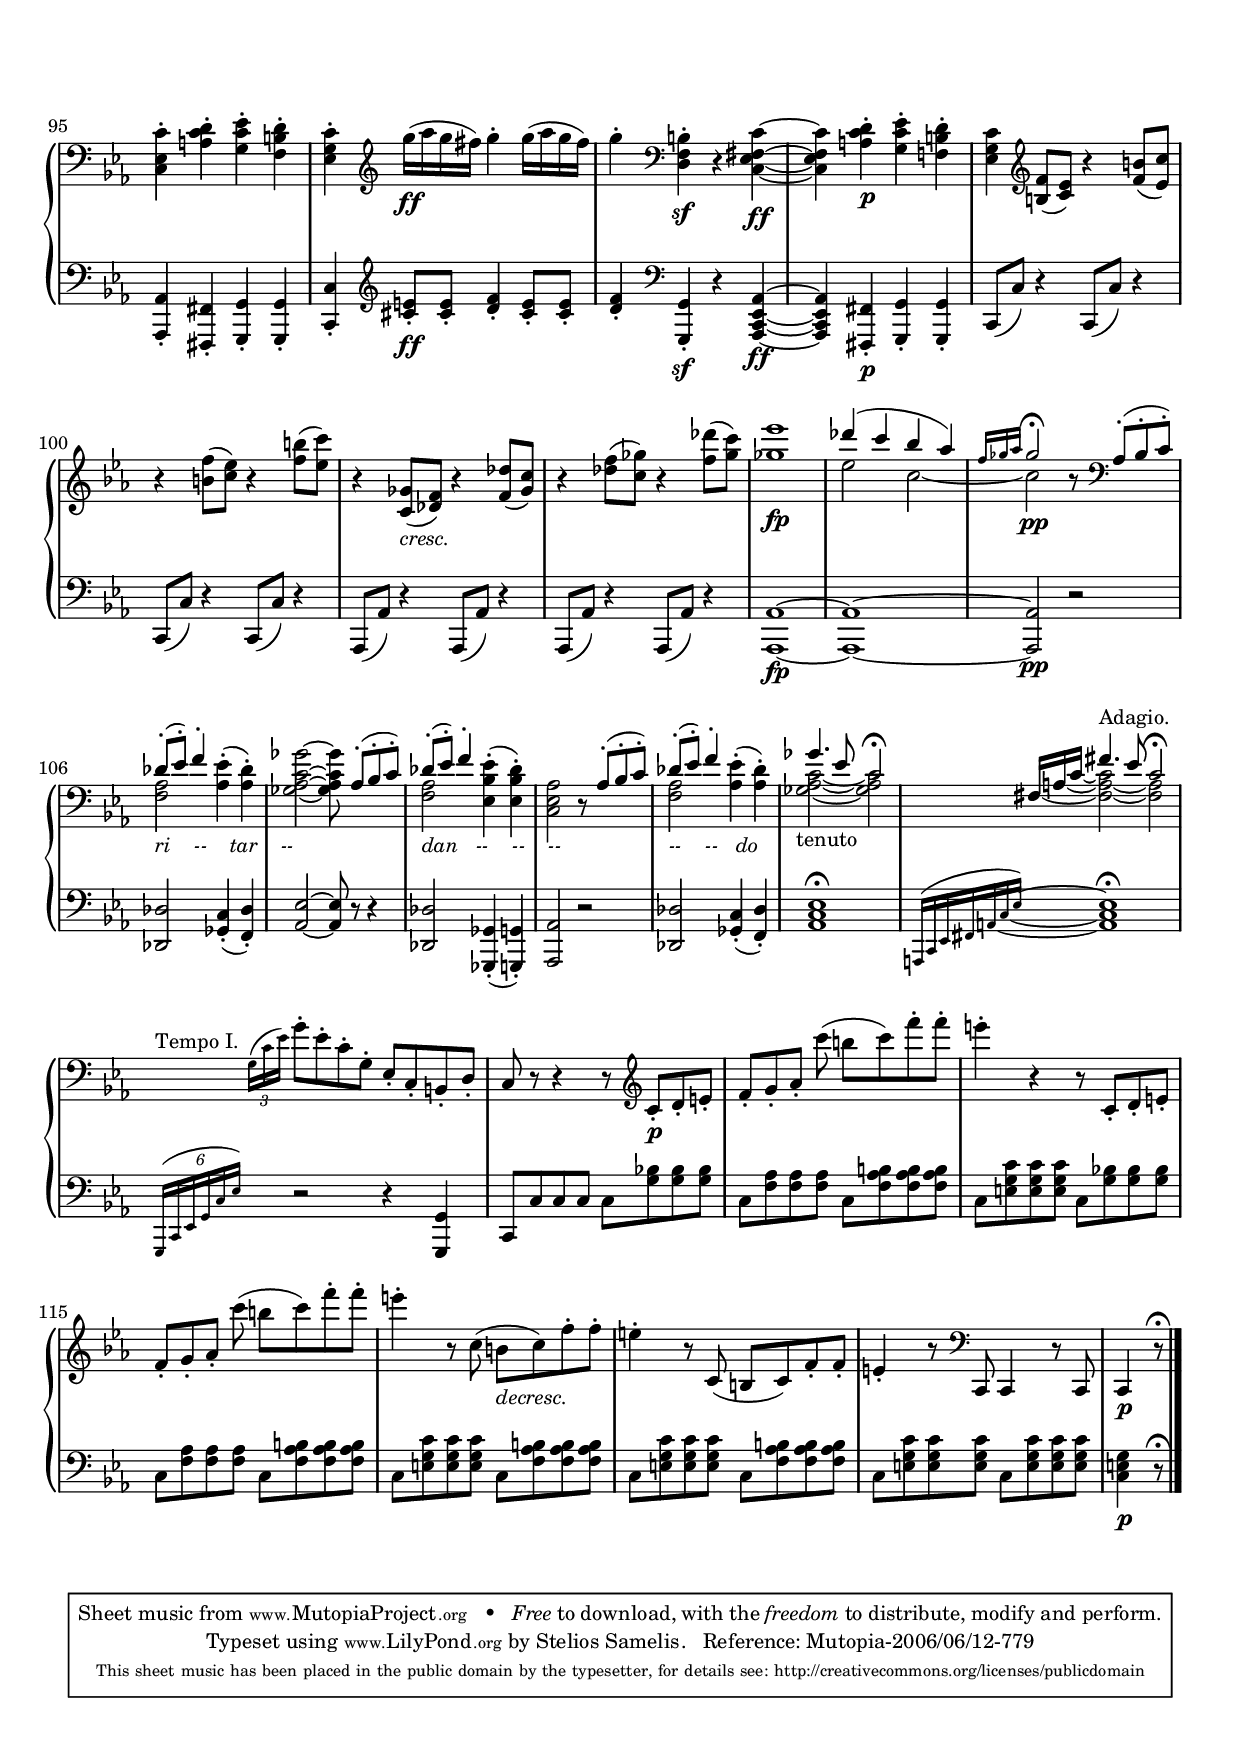 95
ff
sf ff p
ff
sf ff p
100
cresc. fp pp
fp pp
Adagio.
106
ri -- tar -- dan -- -- -- -- -- do tenuto
Tempo I.
3 p
6
115
decresc. p
p
Sheet music from www.MutopiaProject.org • Free to download, with the freedom to distribute, modify and perform.
Typeset using www.LilyPond.org by Stelios Samelis. Reference: Mutopia-2006/06/12-779
This sheet music has been placed in the public domain by the typesetter, for details see: http://creativecommons.org/licenses/publicdomain